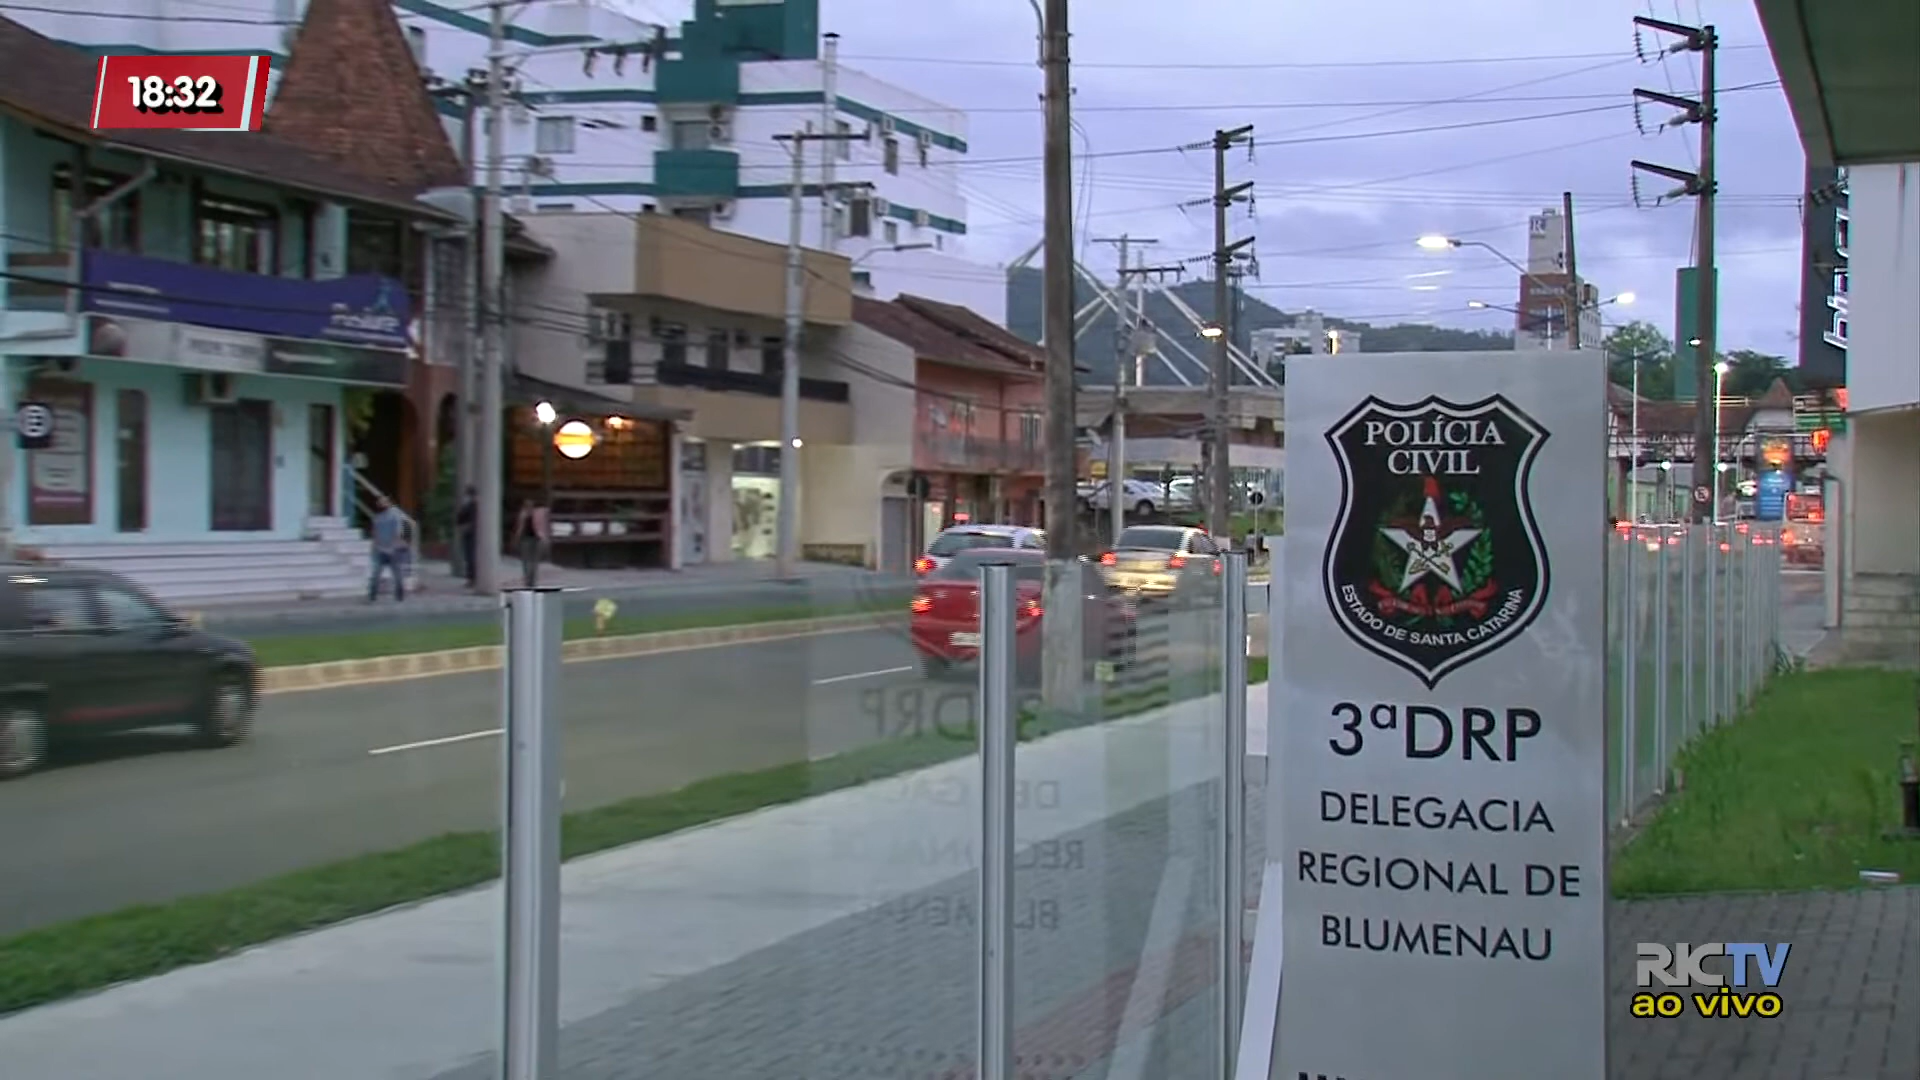 18:32
POLÍCIA
CIVIL
ESTADO DE SANTA CATARINA
3ªDRP
DELEGACIA
REGIONAL DE
BLUMENAU
RICTV
ao vivo